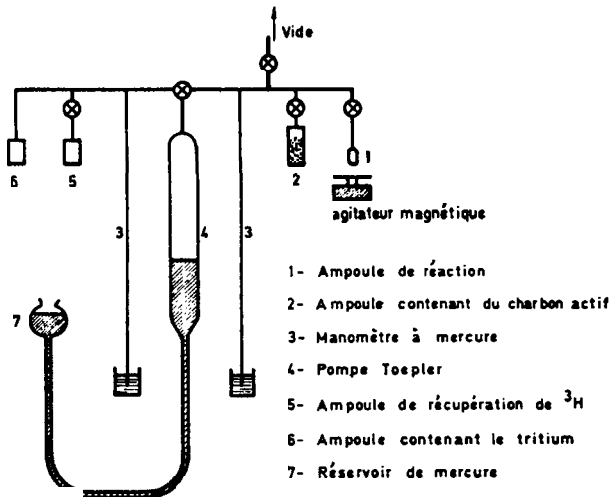 Vide
6
5
3
4
3
2
1
agitateur magnétique
7
1- Ampoule de réaction
2- Ampoule contenant du charbon actif
3- Manomètre à mercure
4- Pompe Toepler
5- Ampoule de récupération de ³H
6- Ampoule contenant le tritium
7- Réservoir de mercure